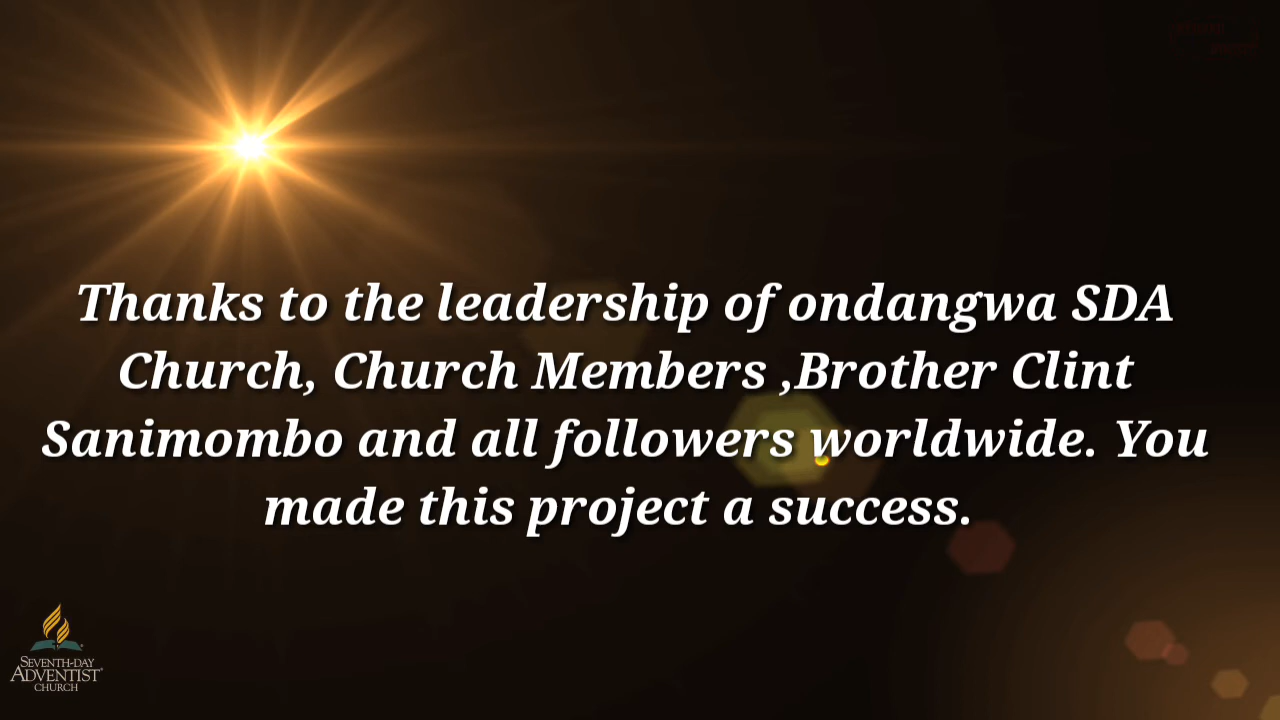 Thanks to the leadership of ondangwa SDA
Church, Church Members ,Brother Clint
Sanimombo and all followers worldwide. You
made this project a success.
SEVENTH-DAY
ADVENTIST
CHURCH